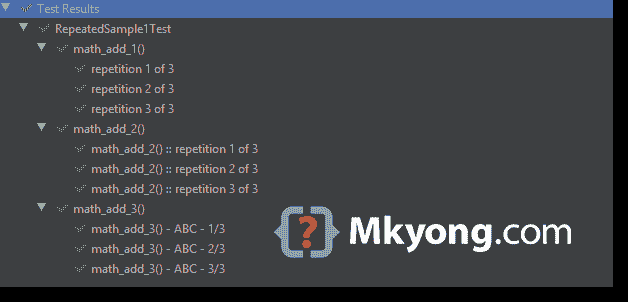 Test Results
RepeatedSample1Test
math_add_1()
repetition 1 of 3
repetition 2 of 3
repetition 3 of 3
math_add_2()
math_add_2() :: repetition 1 of 3
math_add_2() :: repetition 2 of 3
math_add_2() :: repetition 3 of 3
math_add_3()
math_add_3() - ABC - 1/3
math_add_3() - ABC - 2/3
math_add_3() - ABC - 3/3
{?} Mkyong.com